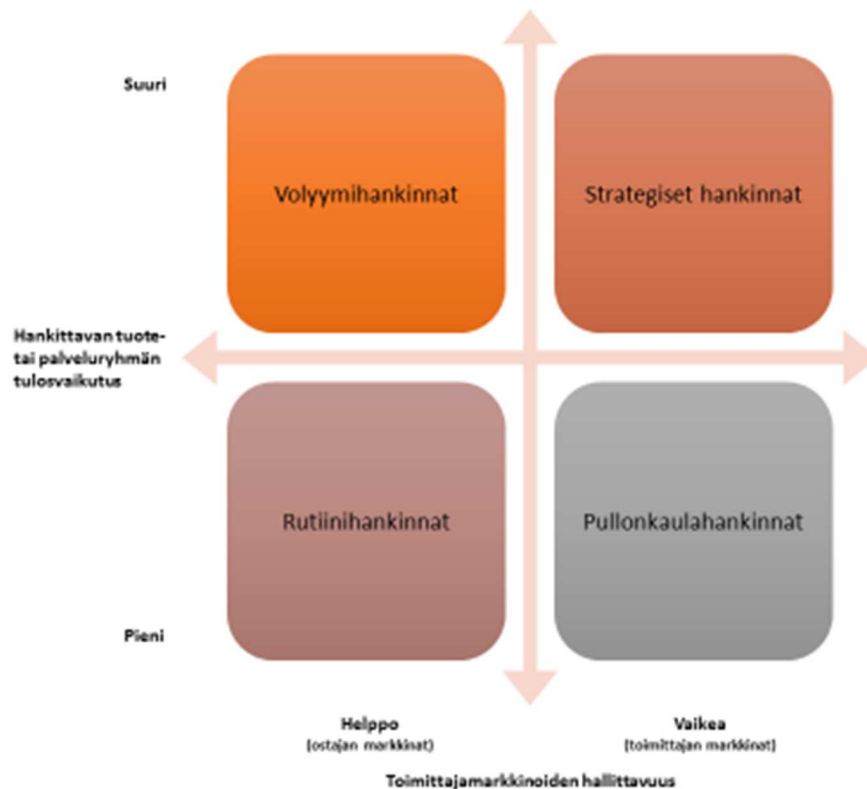 Suuri
Volyymihankinnat
Strategiset hankinnat
Hankittavan tuote-
tai palveluryhmän
tulosvaikutus
Rutiinihankinnat
Pullonkaulahankinnat
Pieni
Helppo
(ostajan markkinat)
Vaikea
(toimittajan markkinat)
Toimittajamarkkinoiden hallittavuus